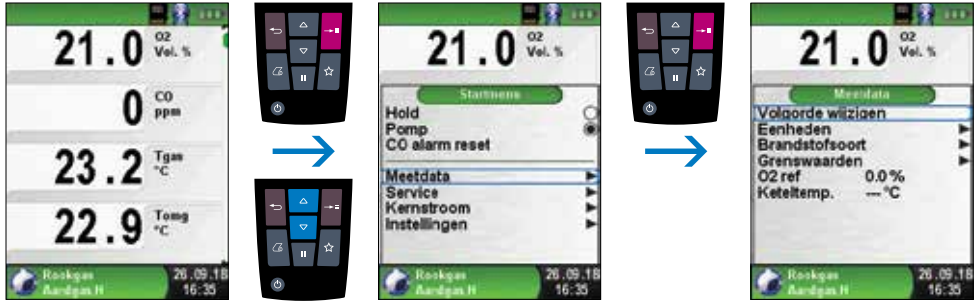 21.0 O2 Vol. %
0 CO ppm
23.2 Tgas °C
22.9 Tomg °C
Rookgas 26.09.18
Aardgas H 16:35
21.0 O2 Vol. %
Startmenu
Hold
Pomp
CO alarm reset
Meetdata
Service
Kernstroom
Instellingen
Rookgas 26.09.18
Aardgas H 16:35
21.0 O2 Vol. %
Meetdata
Volgorde wijzigen
Eenheden
Brandstofsoort
Grenswaarden
O2 ref 0.0 %
Keteltemp. --- °C
Rookgas 26.09.18
Aardgas H 16:35